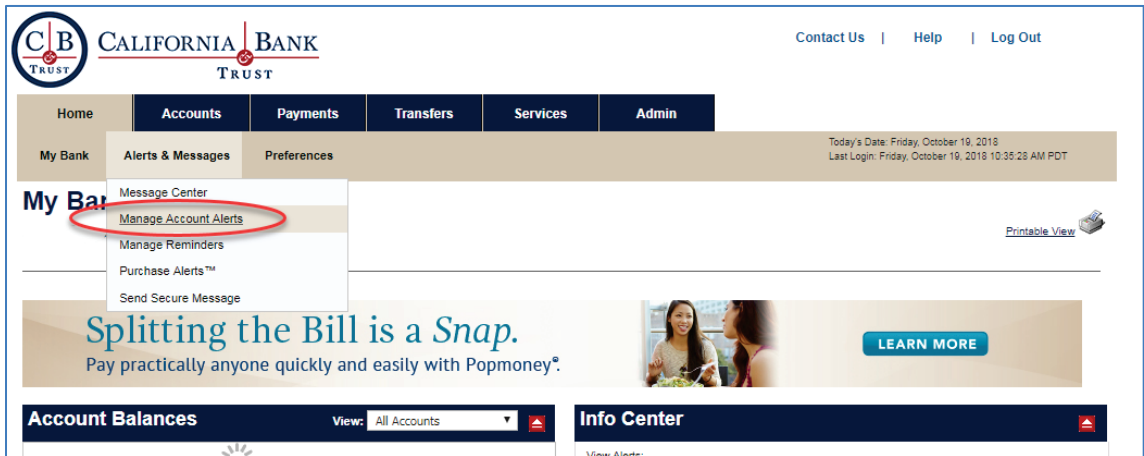 C B
TRUST
CALIFORNIA BANK
&
TRUST
Contact Us | Help | Log Out
Home Accounts Payments Transfers Services Admin
My Bank Alerts & Messages Preferences
Today's Date: Friday, October 19, 2018
Last Login: Friday, October 19, 2018 10:35:28 AM PDT
My Ban
Message Center
Manage Account Alerts
Manage Reminders
Purchase Alerts™
Send Secure Message
Printable View
Splitting the Bill is a Snap.
Pay practically anyone quickly and easily with Popmoney®.
LEARN MORE
Account Balances View: All Accounts
Info Center
View Alerts: